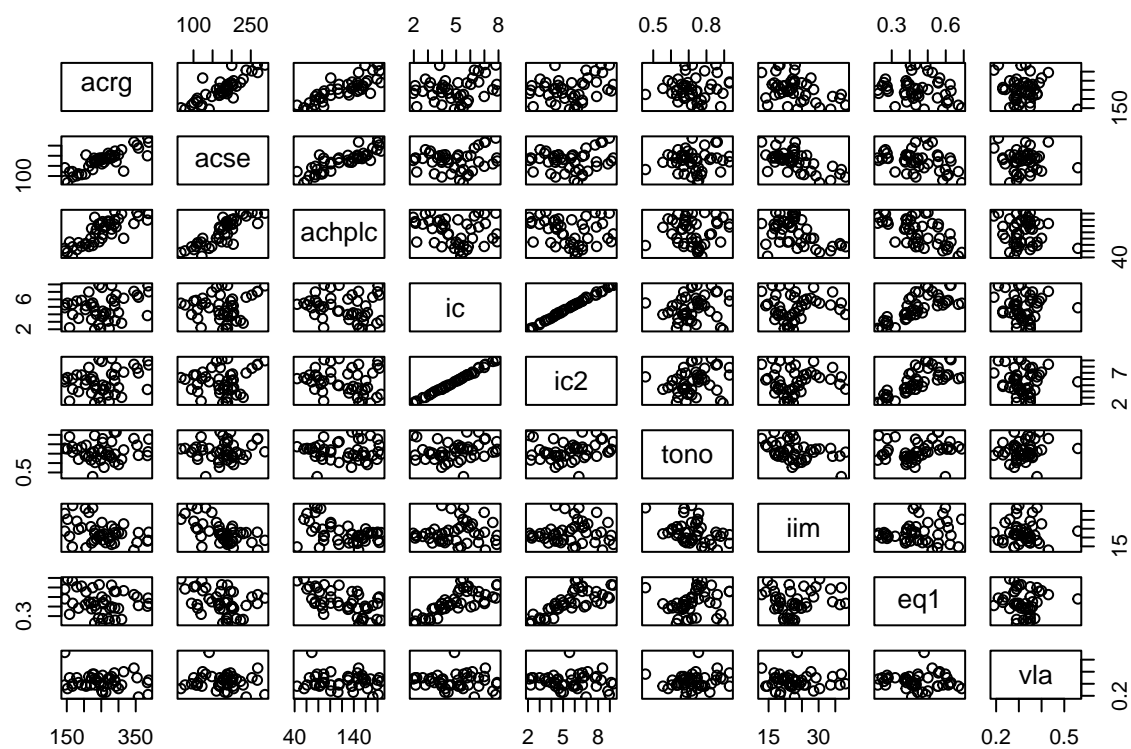 100 250 2 5 8 0.5 0.8 0.3 0.6
acrg 150
100 acse
achplc 40
2 6 ic
ic2 2 7
0.5 tono
iim 15
0.3 eq1
vla 0.2
150 350 40 140 2 5 8 15 30 0.2 0.5